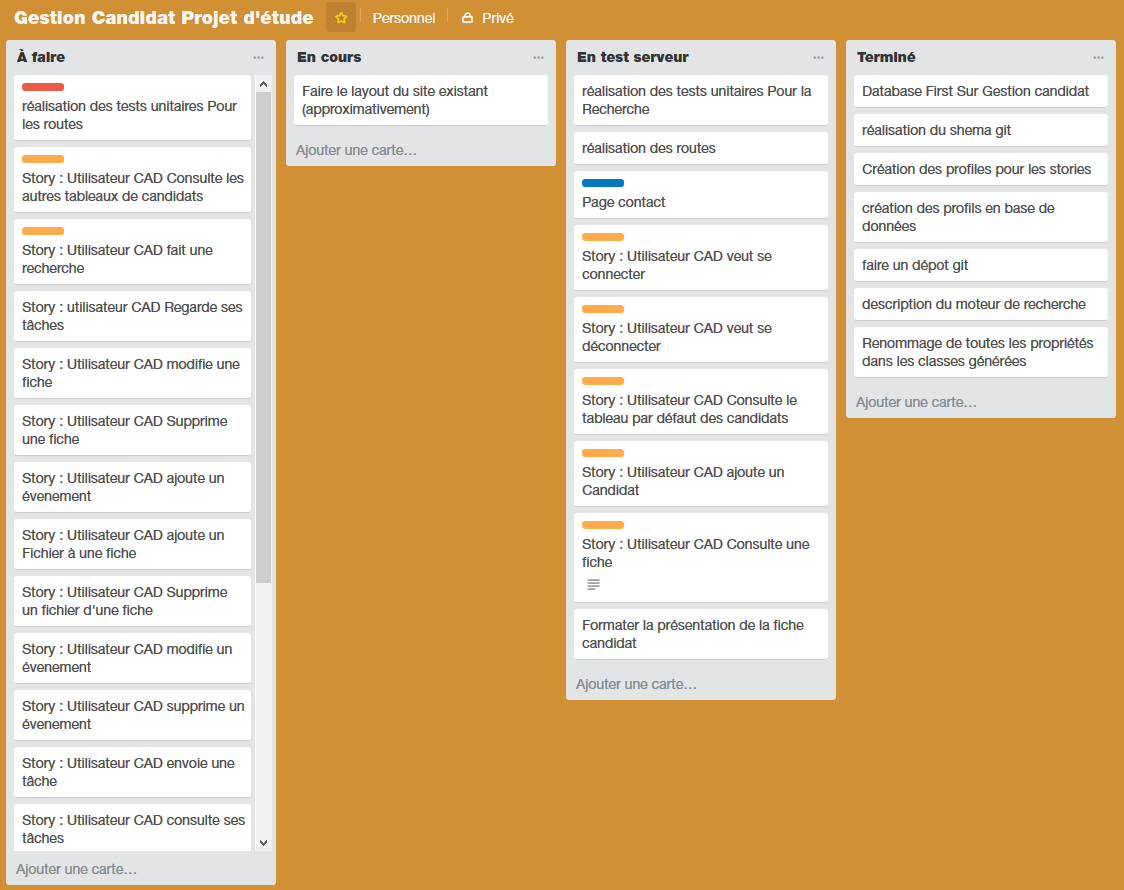 Gestion Candidat Projet d'étude
Personnel
Privé
À faire
réalisation des tests unitaires Pour
les routes
Story : Utilisateur CAD Consulte les
autres tableaux de candidats
Story : Utilisateur CAD fait une
recherche
Story : utilisateur CAD Regarde ses
tâches
Story : Utilisateur CAD modifie une
fiche
Story : Utilisateur CAD Supprime
une fiche
Story : Utilisateur CAD ajoute un
évenement
Story : Utilisateur CAD ajoute un
Fichier à une fiche
Story : Utilisateur CAD Supprime
un fichier d'une fiche
Story : Utilisateur CAD modifie un
évenement
Story : Utilisateur CAD supprime un
évenement
Story : Utilisateur CAD envoie une
tâche
Story : Utilisateur CAD consulte ses
tâches
Ajouter une carte…
En cours
Faire le layout du site existant
(approximativement)
Ajouter une carte…
En test serveur
réalisation des tests unitaires Pour la
Recherche
réalisation des routes
Page contact
Story : Utilisateur CAD veut se
connecter
Story : Utilisateur CAD veut se
déconnecter
Story : Utilisateur CAD Consulte le
tableau par défaut des candidats
Story : Utilisateur CAD ajoute un
Candidat
Story : Utilisateur CAD Consulte une
fiche
Formater la présentation de la fiche
candidat
Ajouter une carte…
Terminé
Database First Sur Gestion candidat
réalisation du shema git
Création des profiles pour les stories
création des profils en base de
données
faire un dépot git
description du moteur de recherche
Renommage de toutes les propriétés
dans les classes générées
Ajouter une carte…